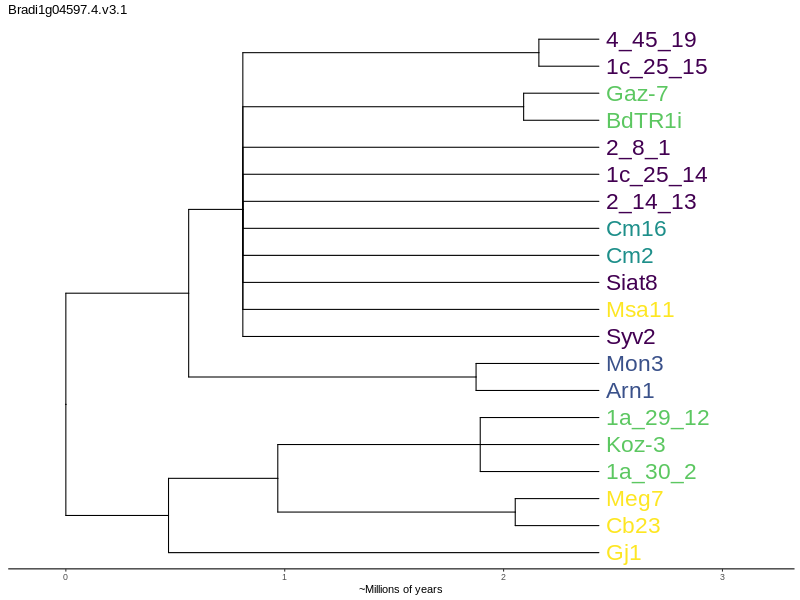 Bradi1g04597.4.v3.1
4_45_19
1c_25_15
Gaz-7
BdTR1i
2_8_1
1c_25_14
2_14_13
Cm16
Cm2
Siat8
Msa11
Syv2
Mon3
Arn1
1a_29_12
Koz-3
1a_30_2
Meg7
Cb23
Gj1
0 1 2 3
~Millions of years